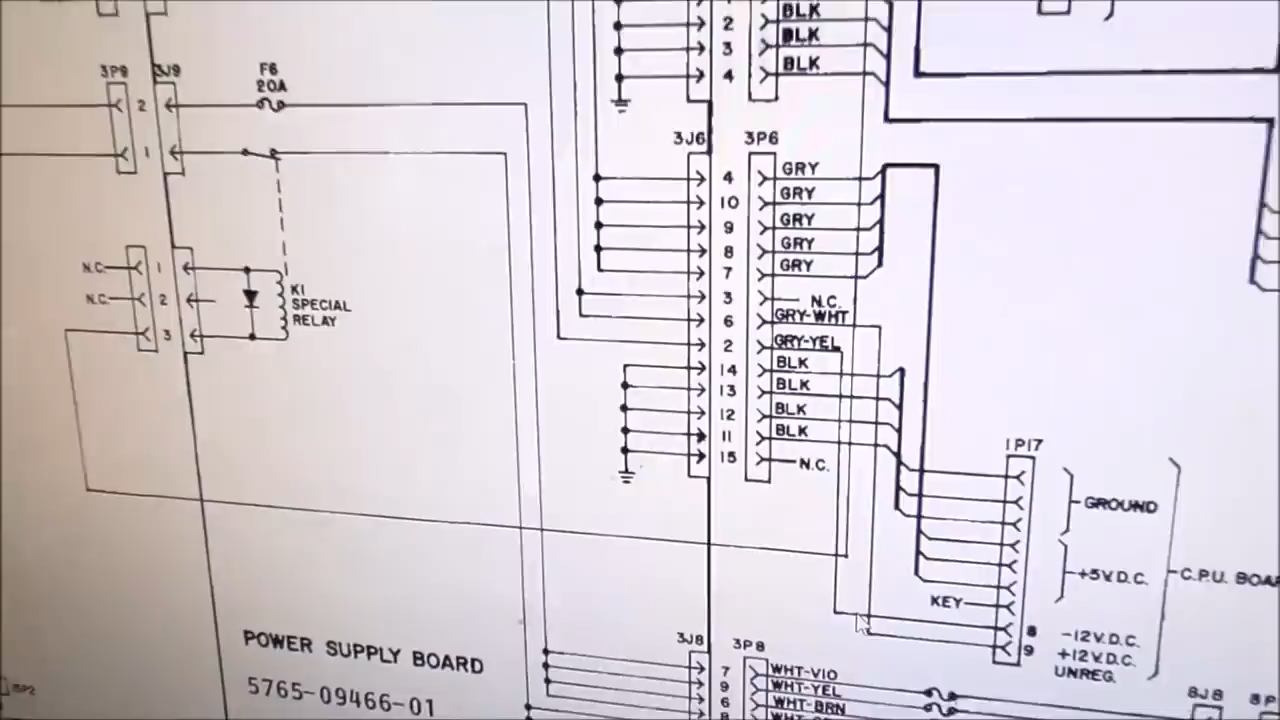 BLK
2
BLK
3
BLK
4
3P9
3J9
F6
20A
2
1
3J6
3P6
4
GRY
10
GRY
9
GRY
8
GRY
7
GRY
3
N.C.
6
GRY-WHT
2
GRY-YEL
14
BLK
13
BLK
12
BLK
11
BLK
15
N.C.
N.C.
1
N.C.
2
3
K1
SPECIAL
RELAY
1P17
GROUND
+5V.D.C.
C.P.U. BOA
KEY
8
-12V.D.C.
9
+12V.D.C.
UNREG.
POWER SUPPLY BOARD
5765-09466-01
3J8
3P8
7
WHT-VIO
9
WHT-YEL
6
WHT-BRN
8J8